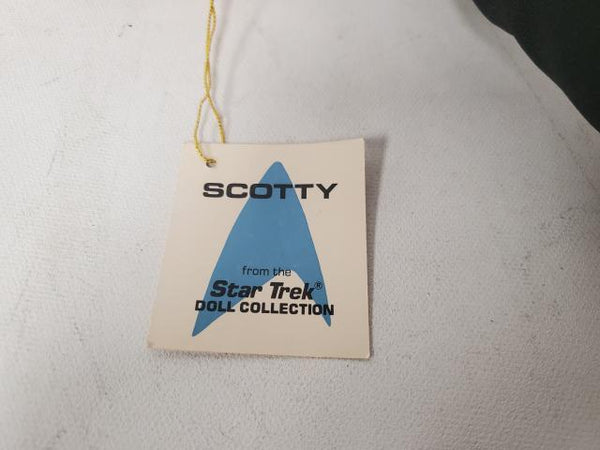 SCOTTY
from the
Star Trek®
DOLL COLLECTION